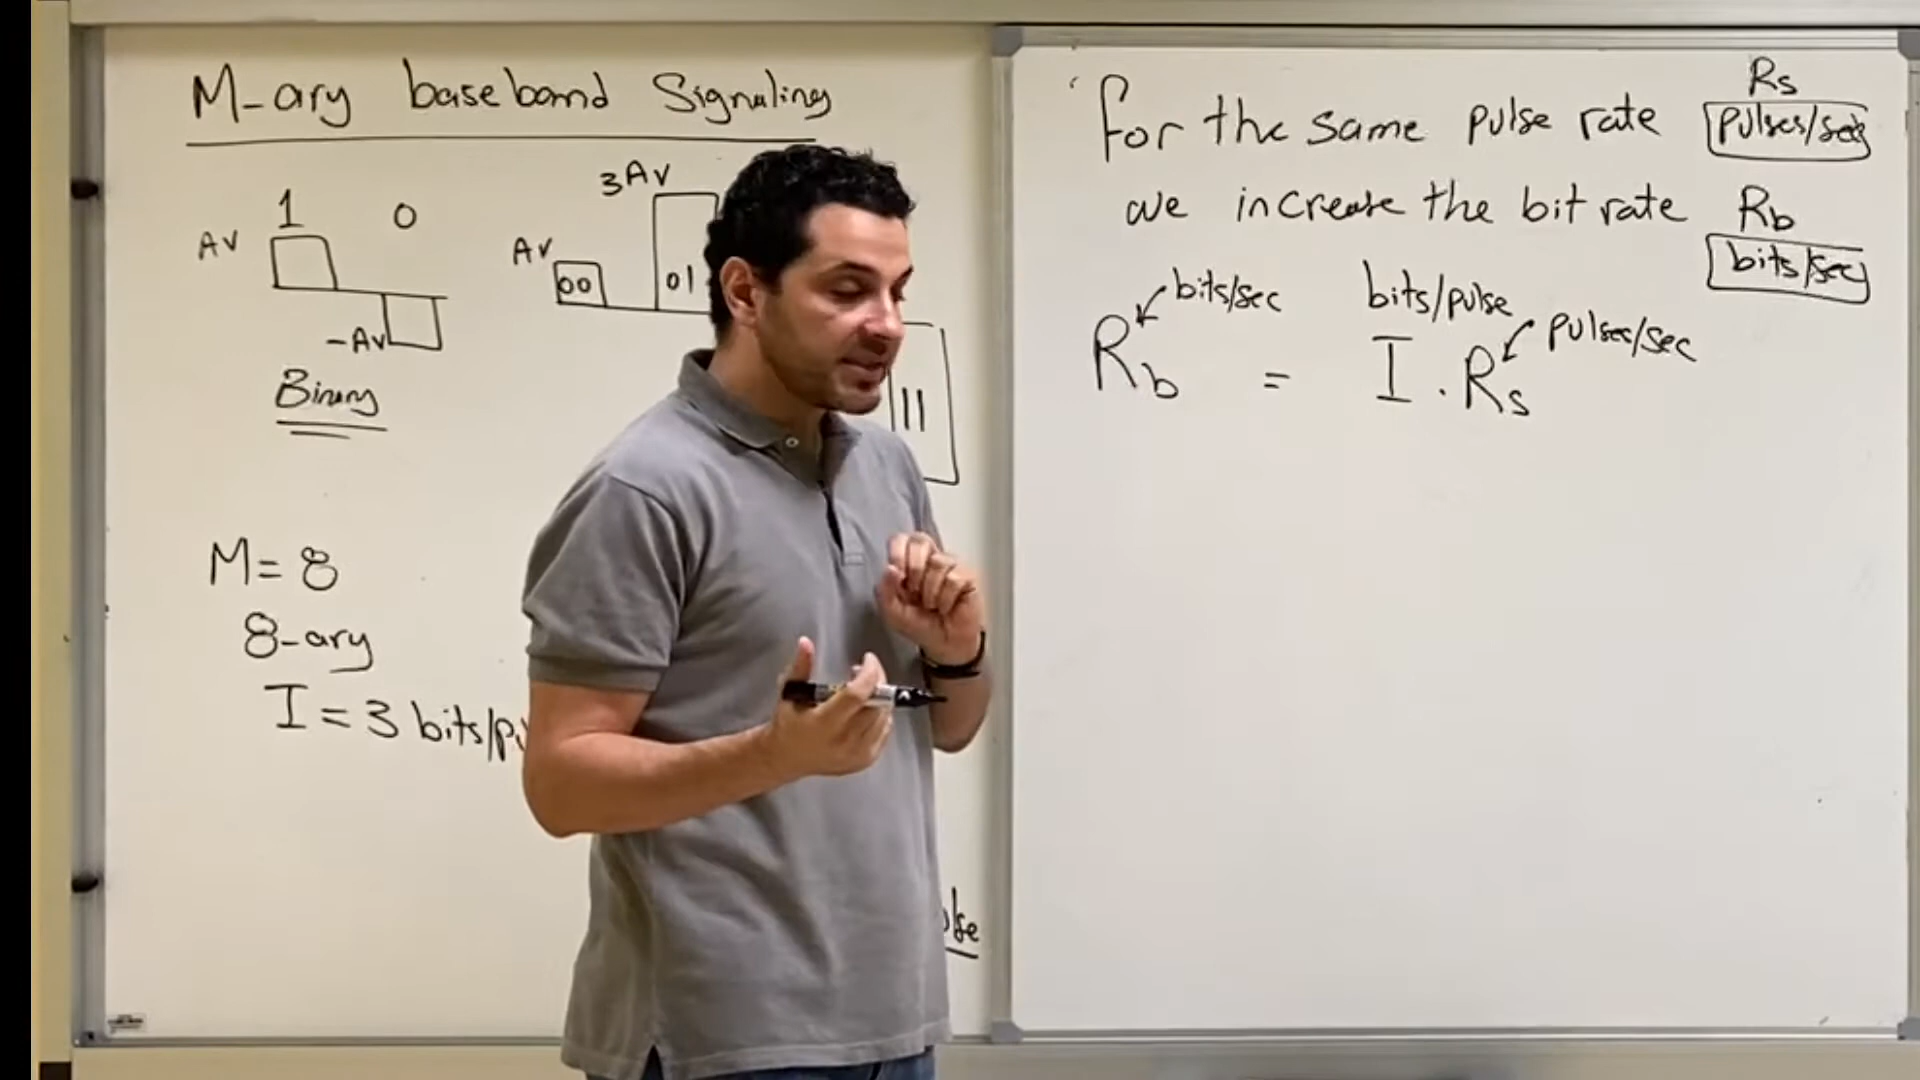 M-ary baseband Signaling
1 0
AV
-AV
Binary
3AV
AV
00
01
11
M=8
8-ary
I=3 bits/
For the same pulse rate Rs
pulses/sec
we increase the bit rate Rb
bits/sec
bits/sec bits/pulse pulses/sec
Rb = I . Rs